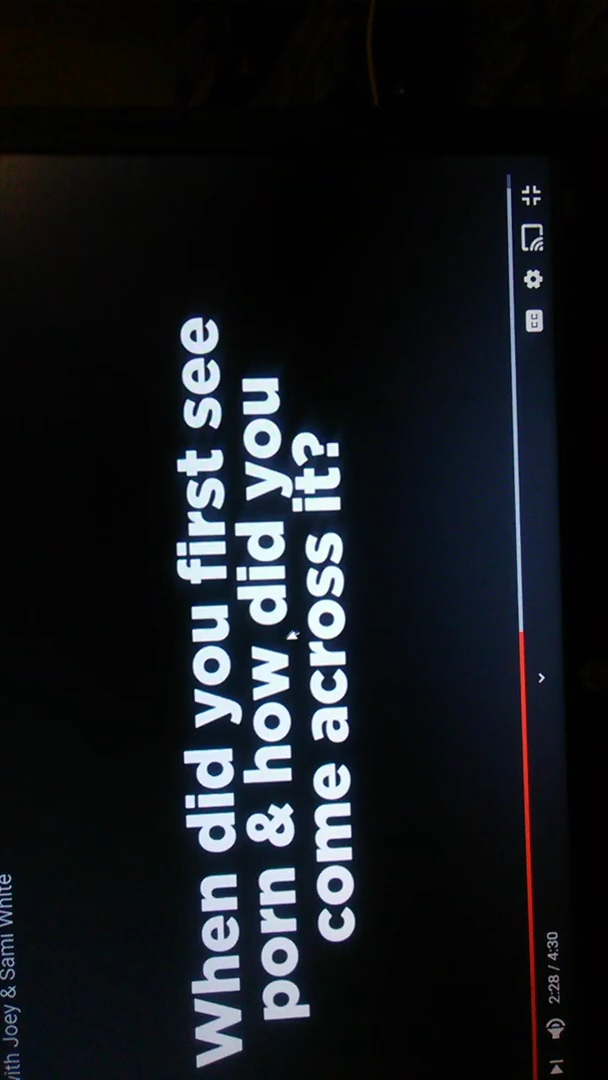 with Joey & Sami White
When did you first see
porn & how did you
come across it?
CC
2:28 / 4:30